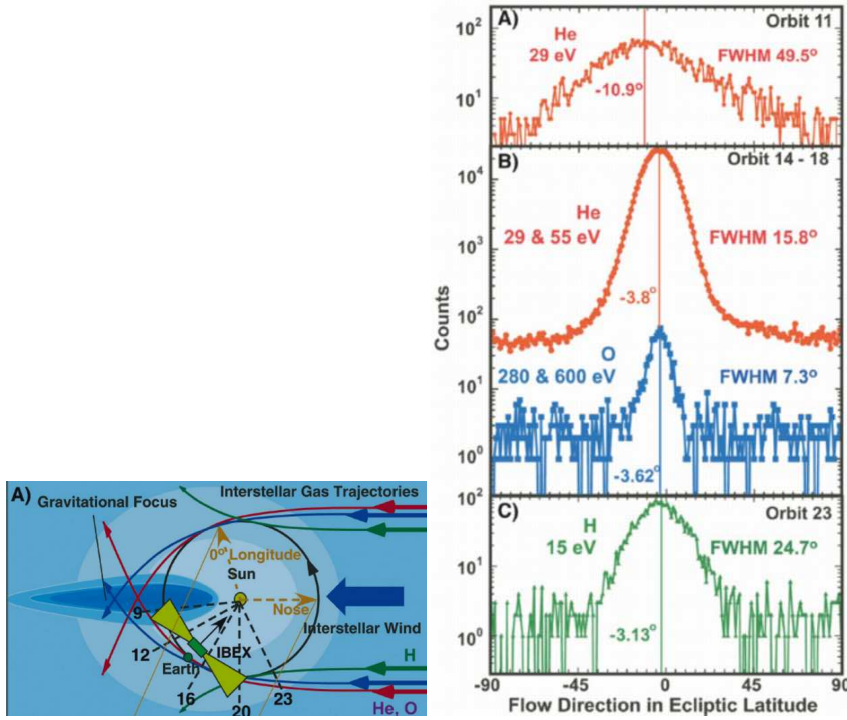 A)
Gravitational Focus
Interstellar Gas Trajectories
0° Longitude
Sun
Nose
Interstellar Wind
9
12
IBEX
Earth
H
16
20
23
He, O
A)
Orbit 11
10²
He
29 eV
FWHM 49.5°
-10.9°
10¹
B)
Orbit 14 - 18
10⁴
He
29 & 55 eV
FWHM 15.8°
10³
-3.8°
10²
O
280 & 600 eV
FWHM 7.3°
10¹
10⁰
-3.62°
10²
C)
Orbit 23
H
15 eV
FWHM 24.7°
10¹
10⁰
-3.13°
Counts
-90 -45 0 45 90
Flow Direction in Ecliptic Latitude